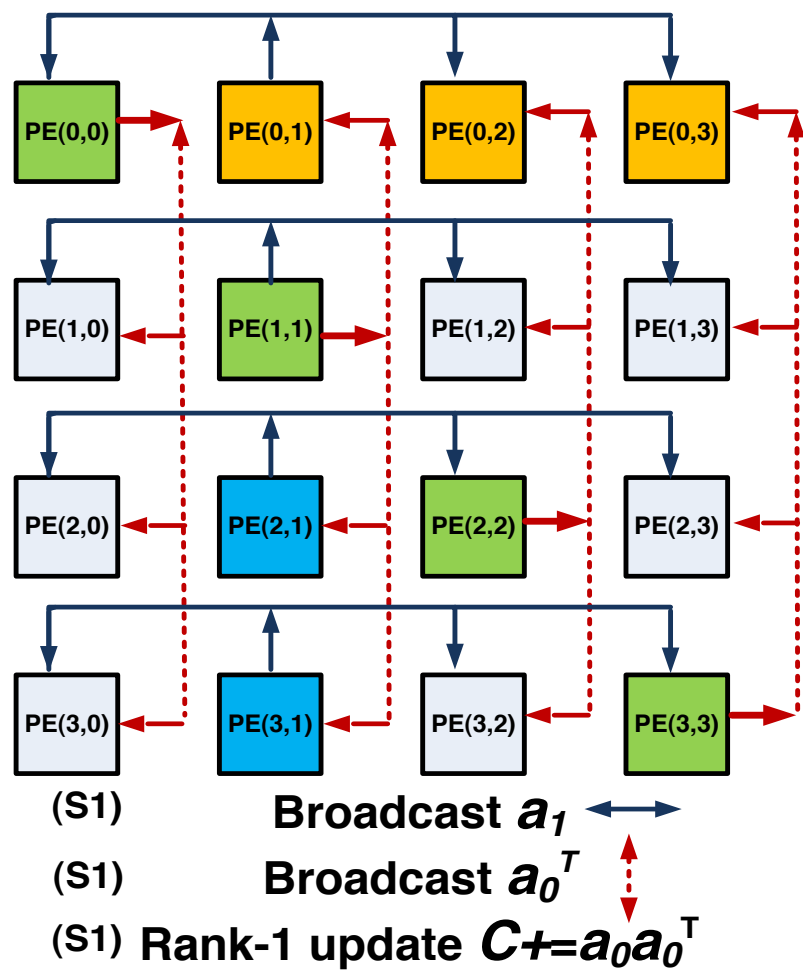 PE(0,0) PE(0,1) PE(0,2) PE(0,3)
PE(1,0) PE(1,1) PE(1,2) PE(1,3)
PE(2,0) PE(2,1) PE(2,2) PE(2,3)
PE(3,0) PE(3,1) PE(3,2) PE(3,3)
(S1) Broadcast a₁
(S1) Broadcast a₀ᵀ
(S1) Rank-1 update C+=a₀a₀ᵀ